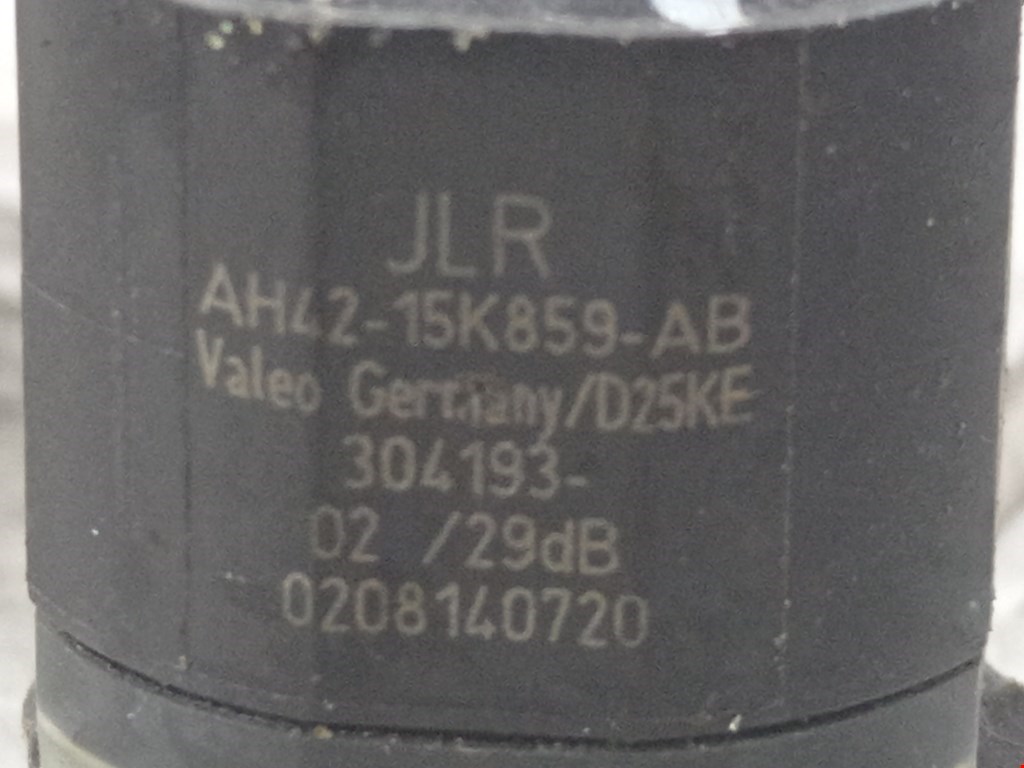 JLR
AH42-15K859-AB
Valeo Germany/D25KE
304193-
02 /29dB
0208140720